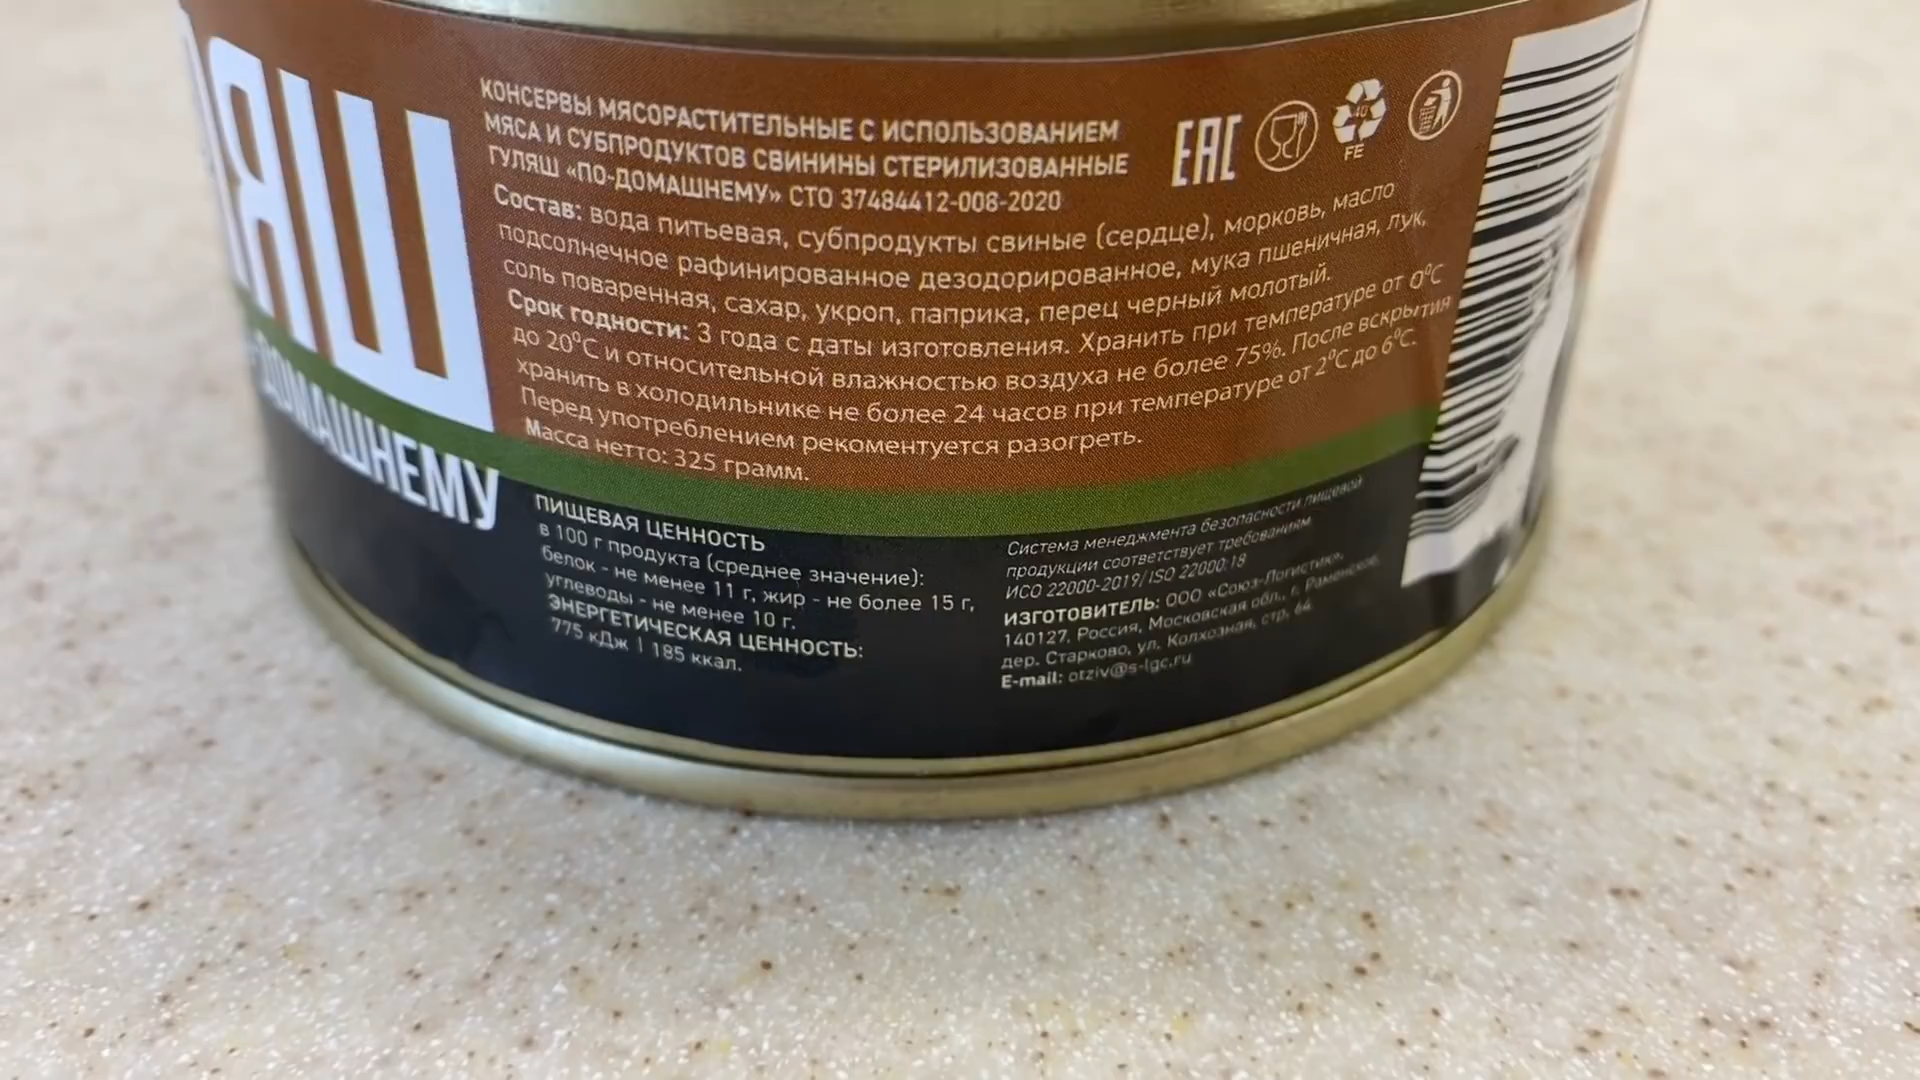 ЛЯШ
ДОМАШНЕМУ
КОНСЕРВЫ МЯСОРАСТИТЕЛЬНЫЕ С ИСПОЛЬЗОВАНИЕМ
МЯСА И СУБПРОДУКТОВ СВИНИНЫ СТЕРИЛИЗОВАННЫЕ
ГУЛЯШ «ПО-ДОМАШНЕМУ» СТО 37484412-008-2020
Состав: вода питьевая, субпродукты свиные (сердце), морковь, масло
подсолнечное рафинированное дезодорированное, мука пшеничная, лук,
соль поваренная, сахар, укроп, паприка, перец черный молотый.
Срок годности: 3 года с даты изготовления. Хранить при температуре от 0°С
до 20°С и относительной влажностью воздуха не более 75%. После вскрытия
хранить в холодильнике не более 24 часов при температуре от 2°С до 6°С.
Перед употреблением рекоментуется разогреть.
Масса нетто: 325 грамм.
EAC
40
FE
ПИЩЕВАЯ ЦЕННОСТЬ
в 100 г продукта (среднее значение):
белок - не менее 11 г, жир - не более 15 г,
углеводы - не менее 10 г.
ЭНЕРГЕТИЧЕСКАЯ ЦЕННОСТЬ:
775 кДж | 185 ккал.
Система менеджмента безопасности пищевой
продукции соответствует требованиям
ИСО 22000-2019/ISO 22000:18
ИЗГОТОВИТЕЛЬ: ООО «Союз-Логистик»,
140127, Россия, Московская обл., г. Раменское,
дер. Старково, ул. Колхозная, стр. 64
E-mail: otziv@s-lgc.ru